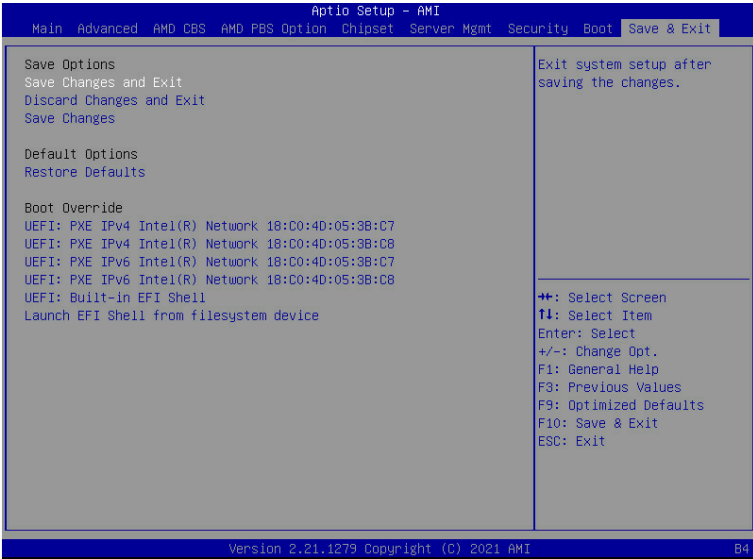 Aptio Setup - AMI
Main Advanced AMD CBS AMD PBS Option Chipset Server Mgmt Security Boot Save & Exit
Save Options
Save Changes and Exit
Discard Changes and Exit
Save Changes
Default Options
Restore Defaults
Boot Override
UEFI: PXE IPv4 Intel(R) Network 18:C0:4D:05:3B:C7
UEFI: PXE IPv4 Intel(R) Network 18:C0:4D:05:3B:C8
UEFI: PXE IPv6 Intel(R) Network 18:C0:4D:05:3B:C7
UEFI: PXE IPv6 Intel(R) Network 18:C0:4D:05:3B:C8
UEFI: Built-in EFI Shell
Launch EFI Shell from filesystem device
Exit system setup after
saving the changes.
→←: Select Screen
↑↓: Select Item
Enter: Select
+/-: Change Opt.
F1: General Help
F3: Previous Values
F9: Optimized Defaults
F10: Save & Exit
ESC: Exit
Version 2.21.1279 Copyright (C) 2021 AMI
B4